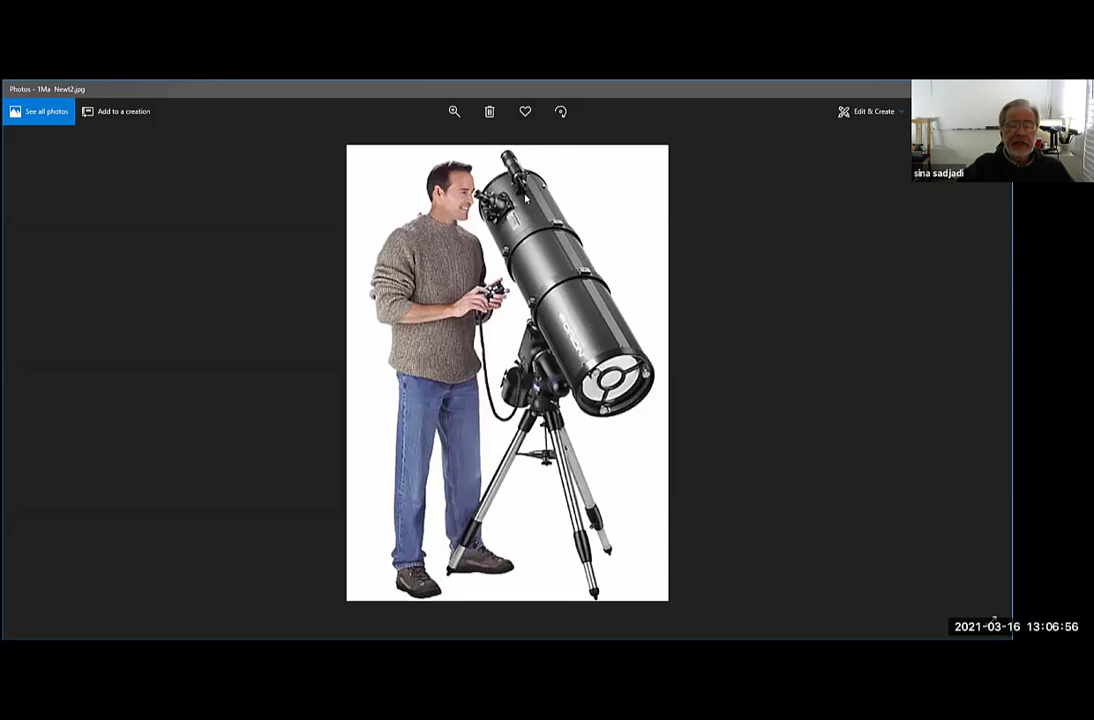 Photos - 1Ma Newt2.jpg
See all photos
Add to a creation
Edit & Create
sina sadjadi
ORION
2021-03-16 13:06:56